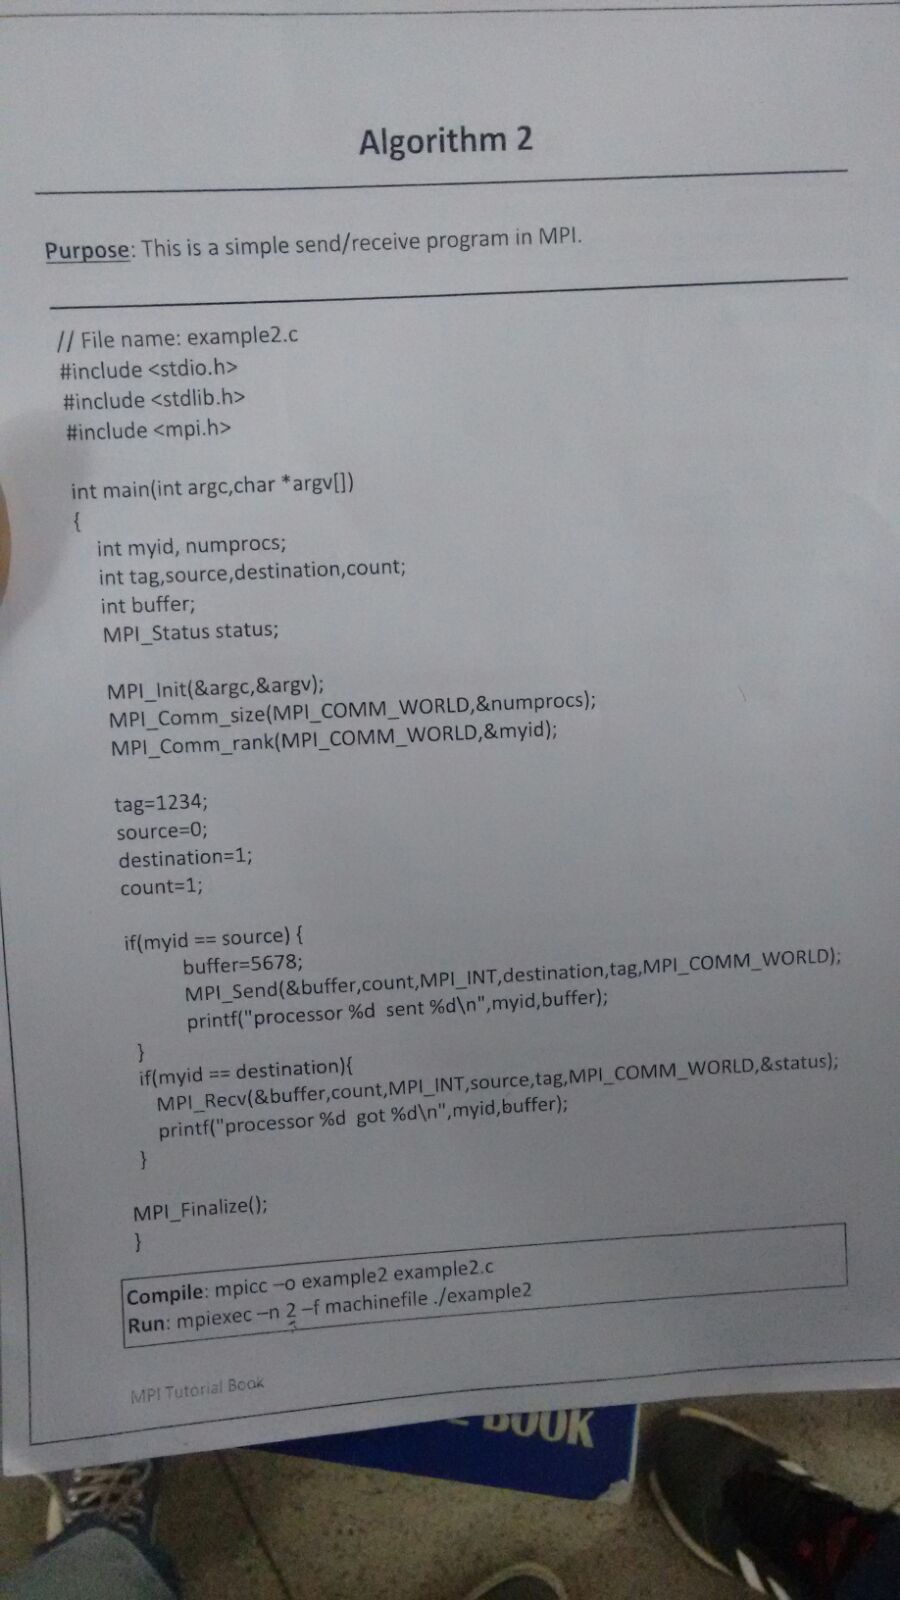 Algorithm 2
Purpose: This is a simple send/receive program in MPI.
// File name: example2.c
#include <stdio.h>
#include <stdlib.h>
#include <mpi.h>
int main(int argc,char *argv[])
{
int myid, numprocs;
int tag,source,destination,count;
int buffer;
MPI_Status status;
MPI_Init(&argc,&argv);
MPI_Comm_size(MPI_COMM_WORLD,&numprocs);
MPI_Comm_rank(MPI_COMM_WORLD,&myid);
tag=1234;
source=0;
destination=1;
count=1;
if(myid == source) {
buffer=5678;
MPI_Send(&buffer,count,MPI_INT,destination,tag,MPI_COMM_WORLD);
printf("processor %d  sent %d\n",myid,buffer);
}
if(myid == destination){
MPI_Recv(&buffer,count,MPI_INT,source,tag,MPI_COMM_WORLD,&status);
printf("processor %d  got %d\n",myid,buffer);
}
MPI_Finalize();
}
Compile: mpicc –o example2 example2.c
Run: mpiexec –n 2 –f machinefile ./example2
MPI Tutorial Book
BOOK